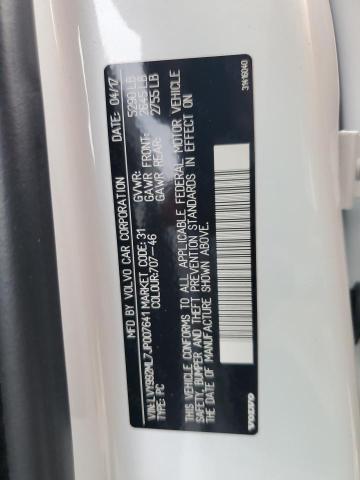 MFD BY VOLVO CAR CORPORATION DATE: 04/17
VIN:LVY992ML7JP007641 MARKET CODE: 31 GVWR: 5290 LB
TYPE: PC COLOUR:707-46 GAWR FRONT: 2645 LB
GAWR REAR: 2755 LB
THIS VEHICLE CONFORMS TO ALL APPLICABLE FEDERAL MOTOR VEHICLE
SAFETY, BUMPER AND THEFT PREVENTION STANDARDS IN EFFECT ON
THE DATE OF MANUFACTURE SHOWN ABOVE.
VOLVO 31416040